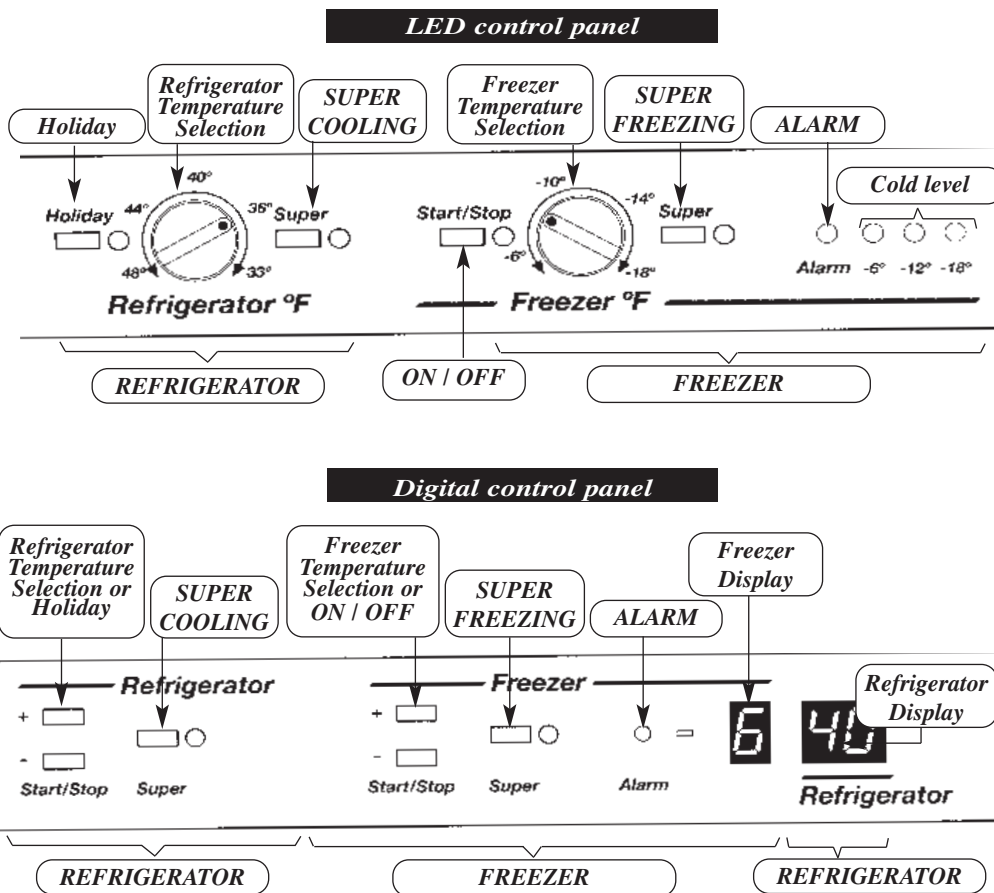 LED control panel
Refrigerator
Temperature
Selection
SUPER
COOLING
Freezer
Temperature
Selection
SUPER
FREEZING
Holiday
ALARM
Cold level
40°
44°
36°
48°
33°
Holiday
Super
Refrigerator °F
Start/Stop
-10°
-14°
-6°
-18°
Super
Freezer °F
Alarm -6° -12° -18°
REFRIGERATOR
ON / OFF
FREEZER
Digital control panel
Refrigerator
Temperature
Selection or
Holiday
SUPER
COOLING
Freezer
Temperature
Selection or
ON / OFF
SUPER
FREEZING
ALARM
Freezer
Display
Refrigerator
Display
Refrigerator
+
-
Start/Stop Super
Freezer
+
-
Start/Stop Super Alarm
6
40
Refrigerator
REFRIGERATOR
FREEZER
REFRIGERATOR